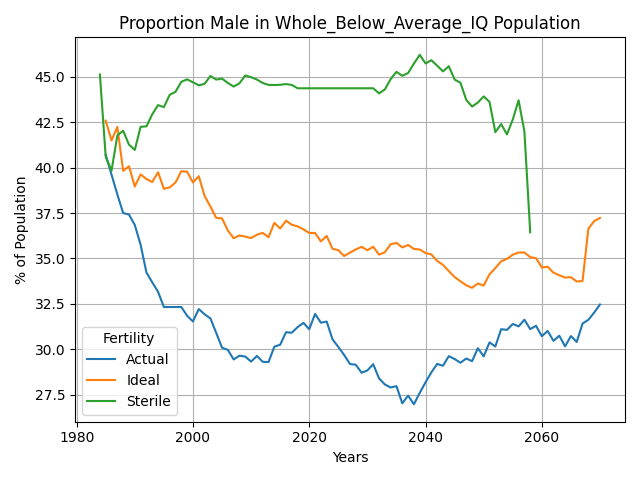 Proportion Male in Whole_Below_Average_IQ Population
% of Population
45.0
42.5
40.0
37.5
35.0
32.5
30.0
27.5
Fertility
Actual
Ideal
Sterile
1980
2000
2020
2040
2060
Years